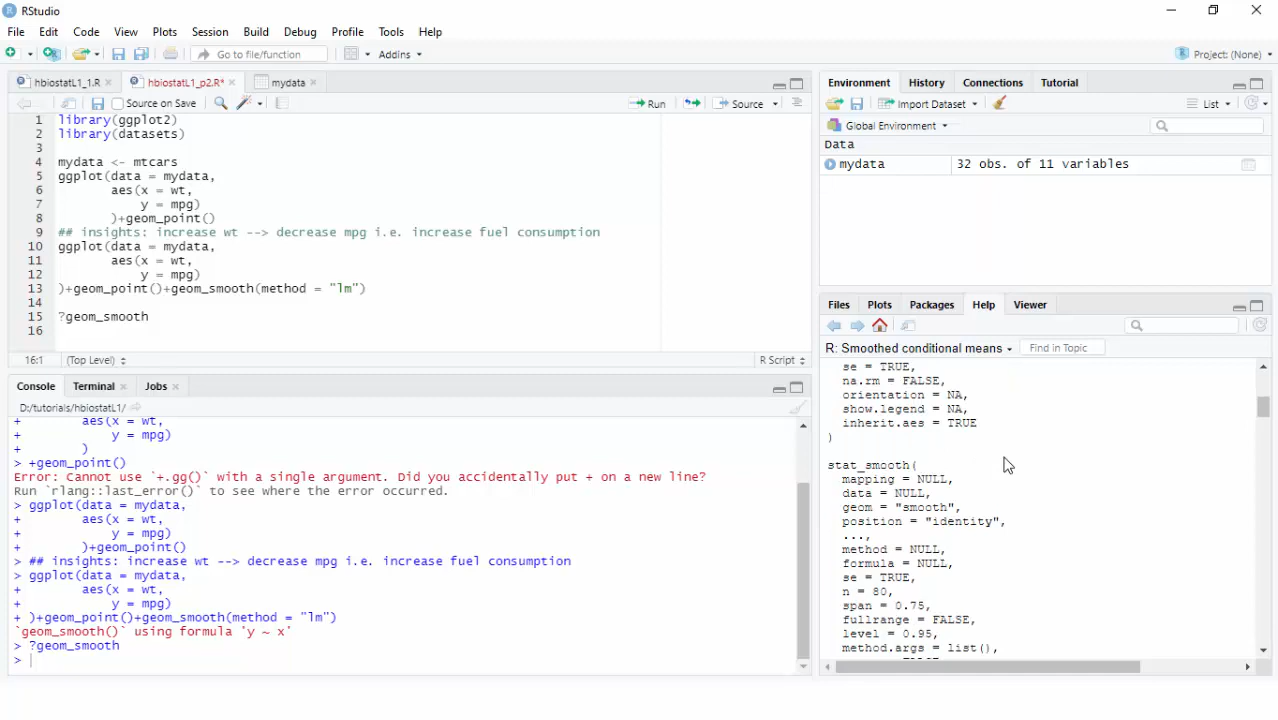 RStudio
File Edit Code View Plots Session Build Debug Profile Tools Help
Go to file/function Addins Project: (None)
hbiostatL1_1.R hbiostatL1_p2.R* mydata
Source on Save Run Source
1 library(ggplot2)
2 library(datasets)
3
4 mydata <- mtcars
5 ggplot(data = mydata,
6 aes(x = wt,
7 y = mpg)
8 )+geom_point()
9 ## insights: increase wt --> decrease mpg i.e. increase fuel consumption
10 ggplot(data = mydata,
11 aes(x = wt,
12 y = mpg)
13 )+geom_point()+geom_smooth(method = "lm")
14
15 ?geom_smooth
16
16:1 (Top Level) R Script
Console Terminal Jobs
D:/tutorials/hbiostatL1/
+ aes(x = wt,
+ y = mpg)
+ )
> +geom_point()
Error: Cannot use `+.gg()` with a single argument. Did you accidentally put + on a new line?
Run `rlang::last_error()` to see where the error occurred.
> ggplot(data = mydata,
+ aes(x = wt,
+ y = mpg)
+ )+geom_point()
> ## insights: increase wt --> decrease mpg i.e. increase fuel consumption
> ggplot(data = mydata,
+ aes(x = wt,
+ y = mpg)
+ )+geom_point()+geom_smooth(method = "lm")
`geom_smooth()` using formula 'y ~ x'
> ?geom_smooth
>
Environment History Connections Tutorial
Import Dataset List
Global Environment
Data
mydata 32 obs. of 11 variables
Files Plots Packages Help Viewer
R: Smoothed conditional means Find in Topic
se = TRUE,
na.rm = FALSE,
orientation = NA,
show.legend = NA,
inherit.aes = TRUE
)
stat_smooth(
mapping = NULL,
data = NULL,
geom = "smooth",
position = "identity",
...,
method = NULL,
formula = NULL,
se = TRUE,
n = 80,
span = 0.75,
fullrange = FALSE,
level = 0.95,
method.args = list(),